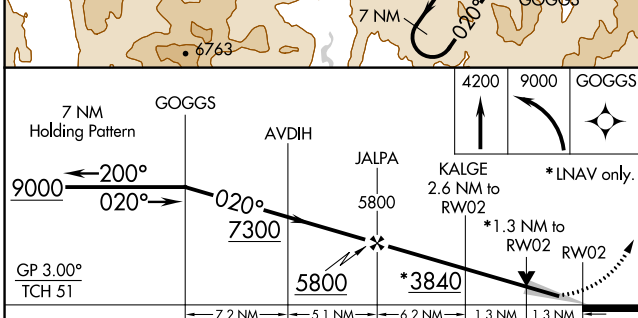 GOGGS
7 NM
020°
6763
4200 9000 GOGGS
7 NM
Holding Pattern
GOGGS
AVDIH
JALPA
KALGE
2.6 NM to
RW02
*LNAV only.
9000
200°
020°
020°
7300
5800
5800
*3840
*1.3 NM to
RW02
RW02
GP 3.00°
TCH 51
7.2 NM 5.1 NM 6.2 NM 1.3 NM 1.3 NM